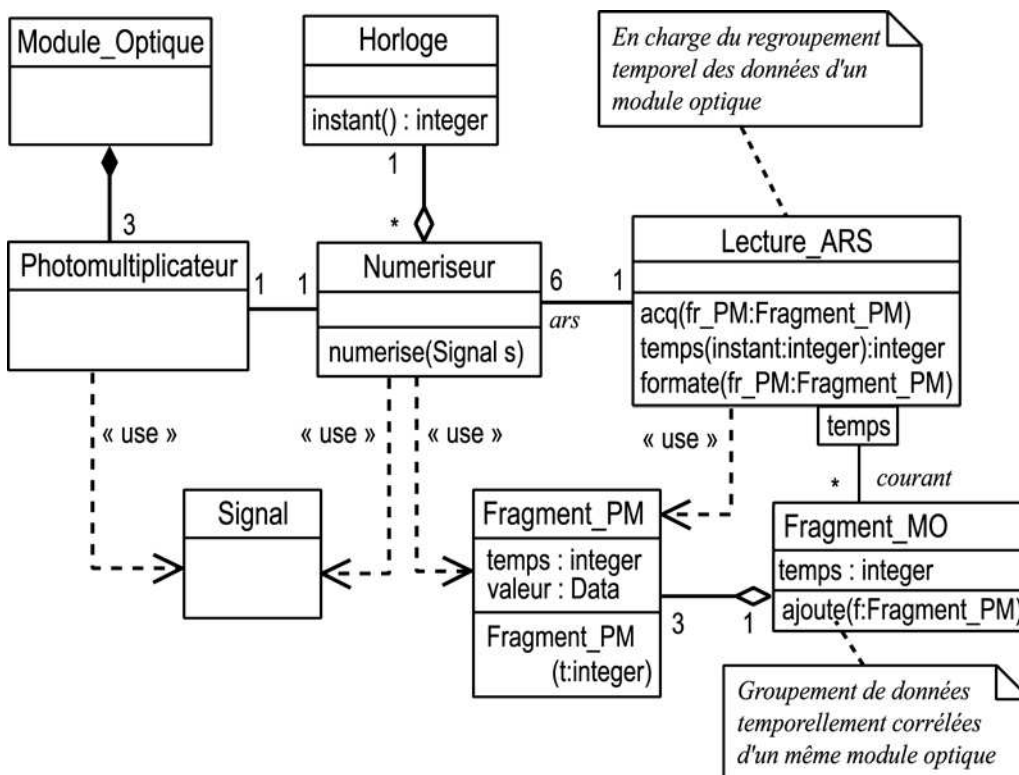 Module_Optique
Horloge
instant() : integer
En charge du regroupement
temporel des données d'un
module optique
1
*
3
Photomultiplicateur
1
1
Numeriseur
numerise(Signal s)
6
ars
1
Lecture_ARS
acq(fr_PM:Fragment_PM)
temps(instant:integer):integer
formate(fr_PM:Fragment_PM)
temps
« use »
« use »
« use »
« use »
*
courant
Signal
Fragment_PM
temps : integer
valeur : Data
Fragment_PM
(t:integer)
3
1
Fragment_MO
temps : integer
ajoute(f:Fragment_PM)
Groupement de données
temporellement corrélées
d'un même module optique